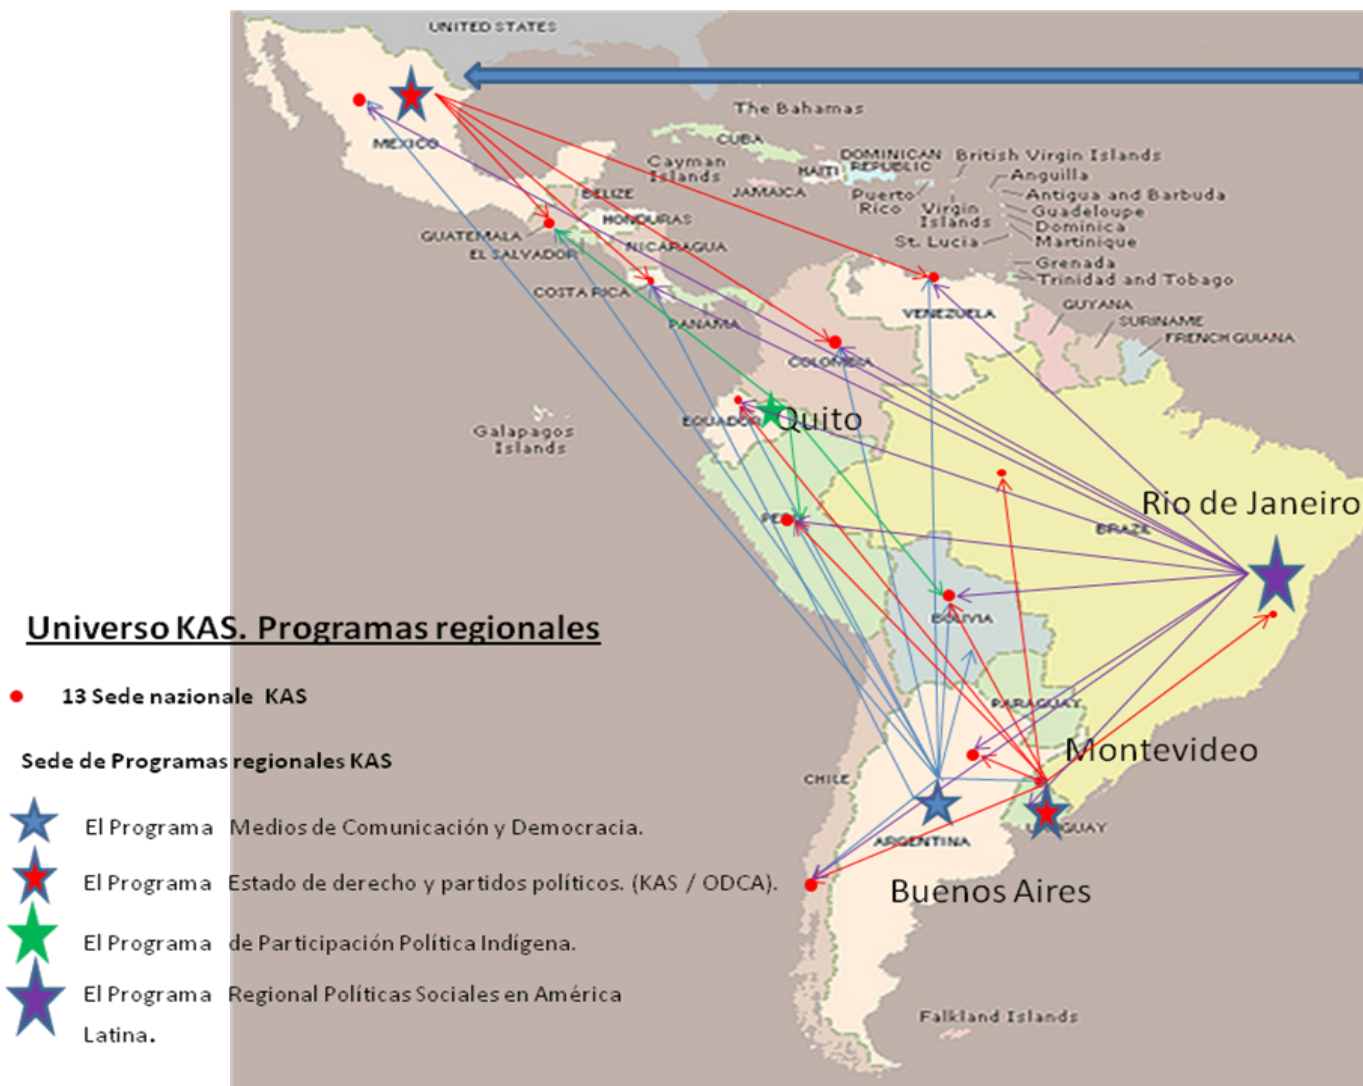 UNITED STATES
The Bahamas
MEXICO
CUBA
Cayman
Islands
HAITI
DOMINICAN
REPUBLIC
British Virgin Islands
Anguilla
JAMAICA
Puerto
Rico
Virgin
Islands
Antigua and Barbuda
Guadeloupe
Dominica
Martinique
St. Lucia
BELIZE
HONDURAS
GUATEMALA
EL SALVADOR
NICARAGUA
Grenada
Trinidad and Tobago
COSTA RICA
PANAMA
VENEZUELA
GUYANA
SURINAME
FRENCH GUIANA
COLOMBIA
EQUADOR
Quito
Galapagos
Islands
Rio de Janeiro
BRAZIL
BOLIVIA
PARAGUAY
Montevideo
CHILE
URUGUAY
ARGENTINA
Buenos Aires
Falkland Islands
Universo KAS. Programas regionales
13 Sede nazionale KAS
Sede de Programas regionales KAS
El Programa Medios de Comunicación y Democracia.
El Programa Estado de derecho y partidos políticos. (KAS / ODCA).
El Programa de Participación Política Indígena.
El Programa Regional Políticas Sociales en América
Latina.